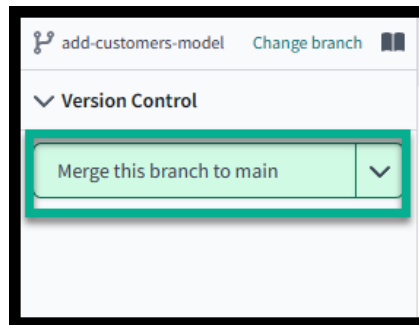 add-customers-model Change branch
Version Control
Merge this branch to main